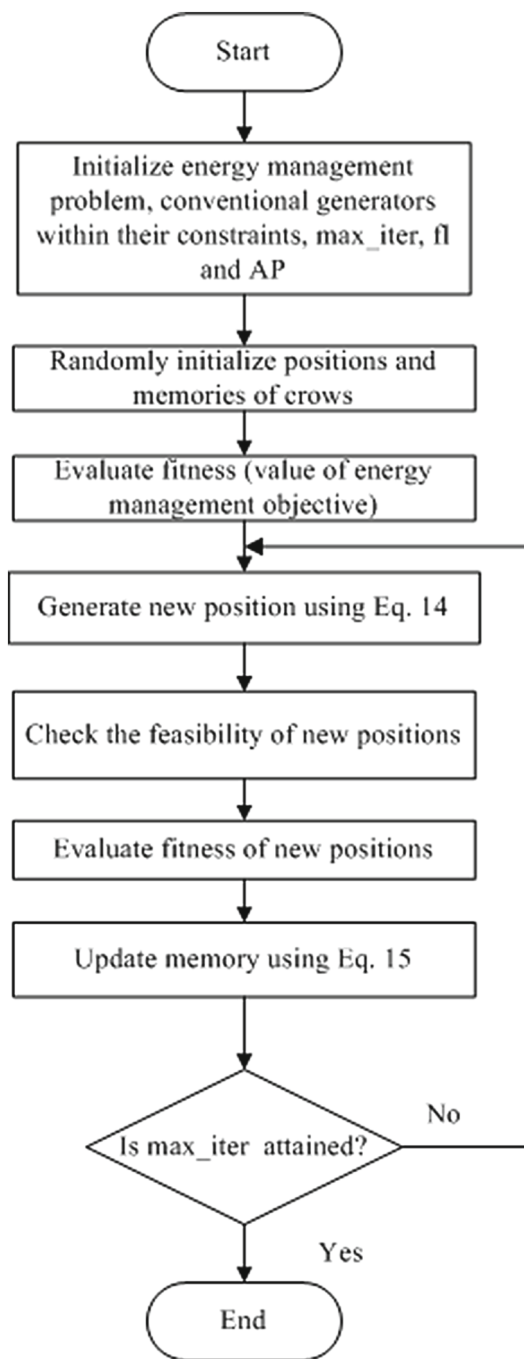 Start
Initialize energy management
problem, conventional generators
within their constraints, max_iter, fl
and AP
Randomly initialize positions and
memories of crows
Evaluate fitness (value of energy
management objective)
Generate new position using Eq. 14
Check the feasibility of new positions
Evaluate fitness of new positions
Update memory using Eq. 15
Is max_iter attained?
No
Yes
End